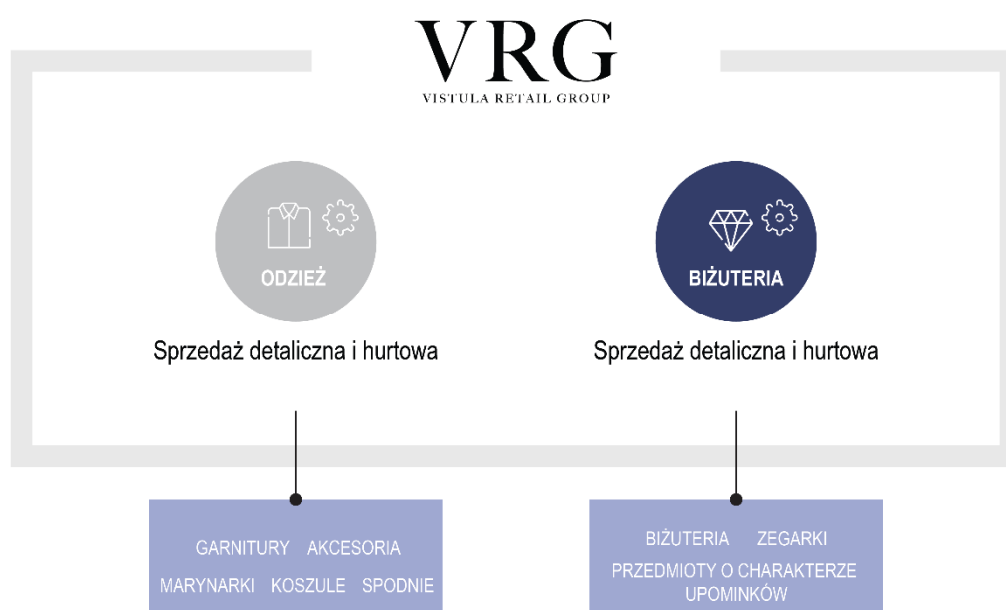 VRG
VISTULA RETAIL GROUP
ODZIEŻ
Sprzedaż detaliczna i hurtowa
GARNITURY AKCESORIA
MARYNARKI KOSZULE SPODNIE
BIŻUTERIA
Sprzedaż detaliczna i hurtowa
BIŻUTERIA ZEGARKI
PRZEDMIOTY O CHARAKTERZE
UPOMINKÓW